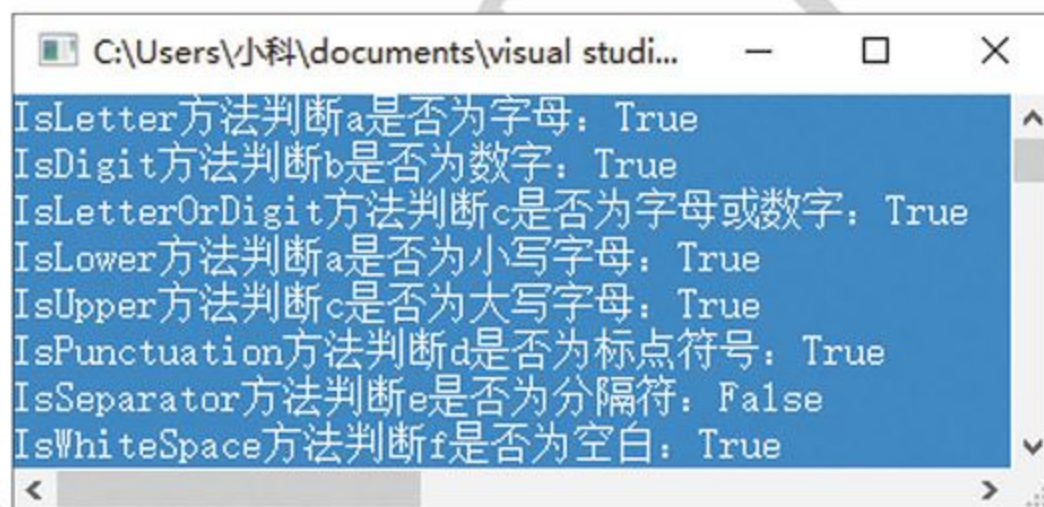 C:\Users\小科\documents\visual studi...
IsLetter方法判断a是否为字母：True
IsDigit方法判断b是否为数字：True
IsLetterOrDigit方法判断c是否为字母或数字：True
IsLower方法判断a是否为小写字母：True
IsUpper方法判断c是否为大写字母：True
IsPunctuation方法判断d是否为标点符号：True
IsSeparator方法判断e是否为分隔符：False
IsWhiteSpace方法判断f是否为空白：True